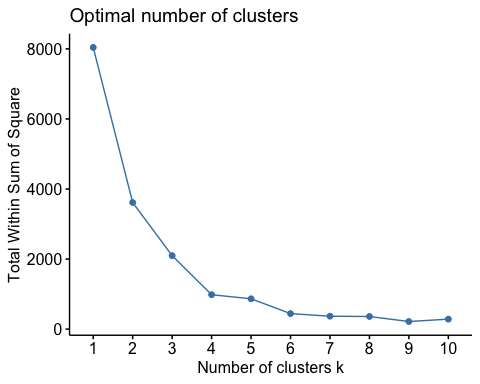 Optimal number of clusters
Total Within Sum of Square
8000
6000
4000
2000
0
1 2 3 4 5 6 7 8 9 10
Number of clusters k